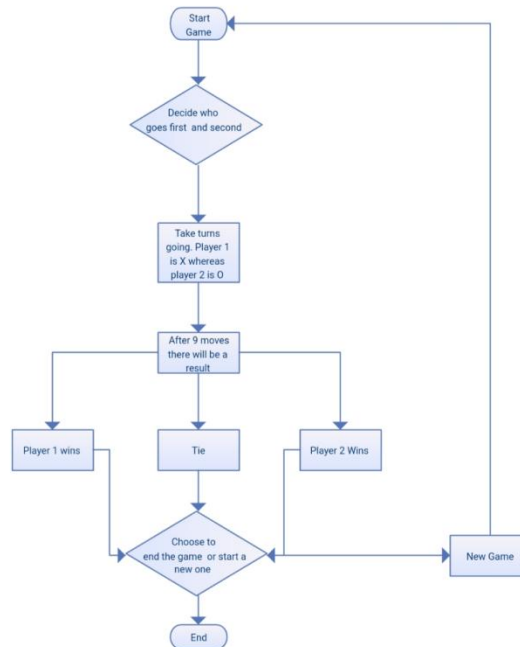 Start
Game
Decide who
goes first and second
Take turns
going. Player 1
is X whereas
player 2 is O
After 9 moves
there will be a
result
Player 1 wins
Tie
Player 2 Wins
Choose to
end the game or start a
new one
New Game
End